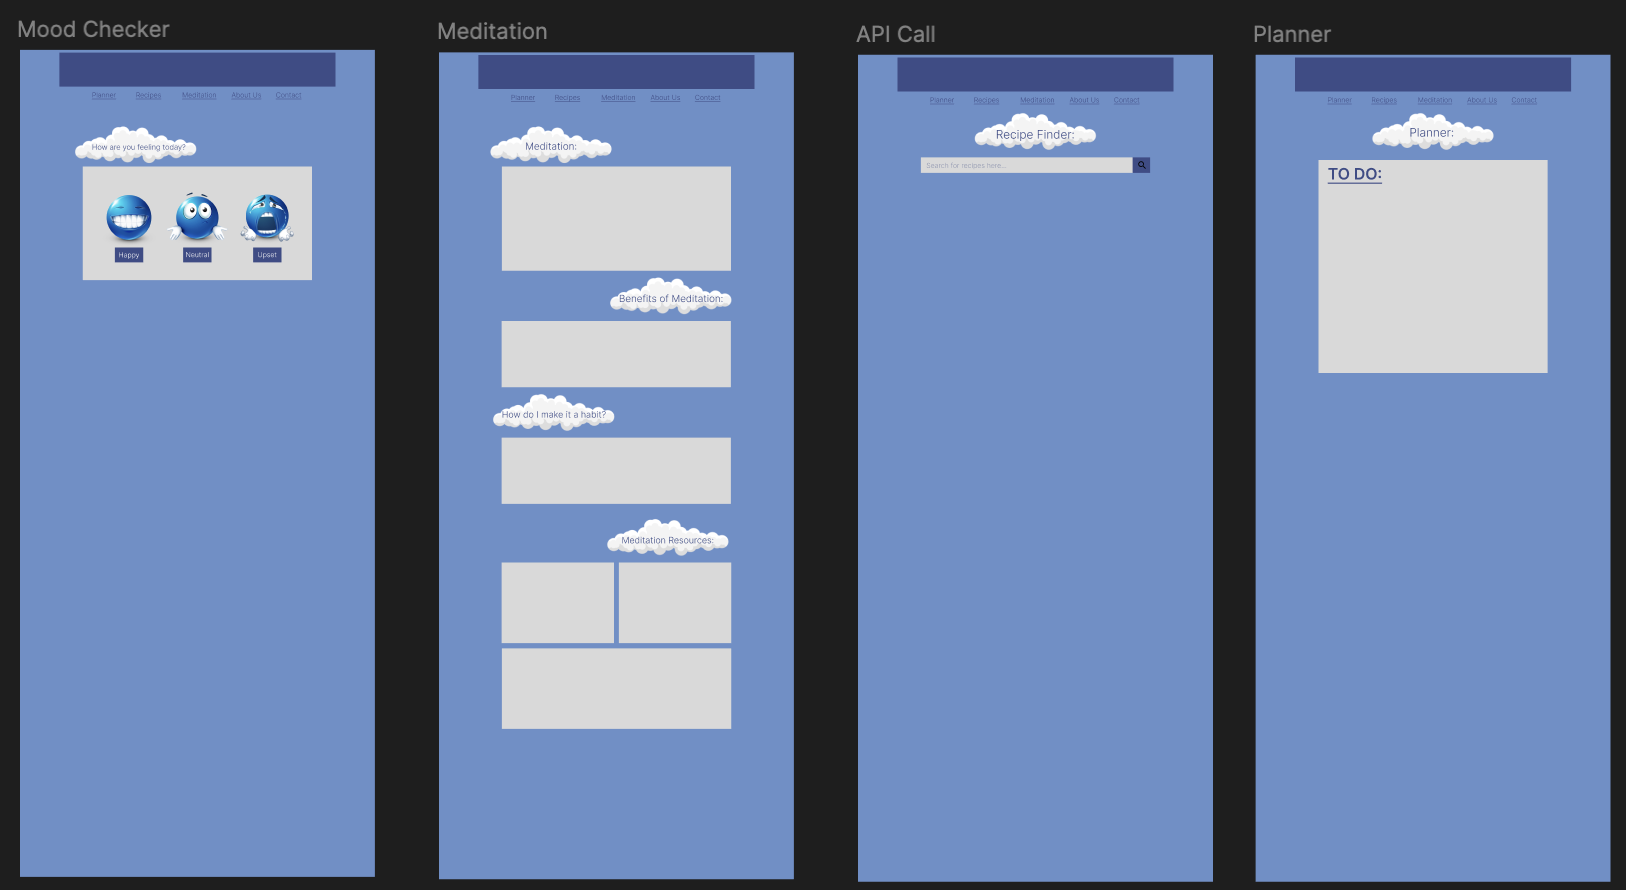 Mood Checker
Planner Recipes Meditation About Us Contact
How are you feeling today?
Happy Neutral Upset
Meditation
Planner Recipes Meditation About Us Contact
Meditation:
Benefits of Meditation:
How do I make it a habit?
Meditation Resources:
API Call
Planner Recipes Meditation About Us Contact
Recipe Finder:
Search for recipes here...
Planner
Planner Recipes Meditation About Us Contact
Planner:
TO DO: